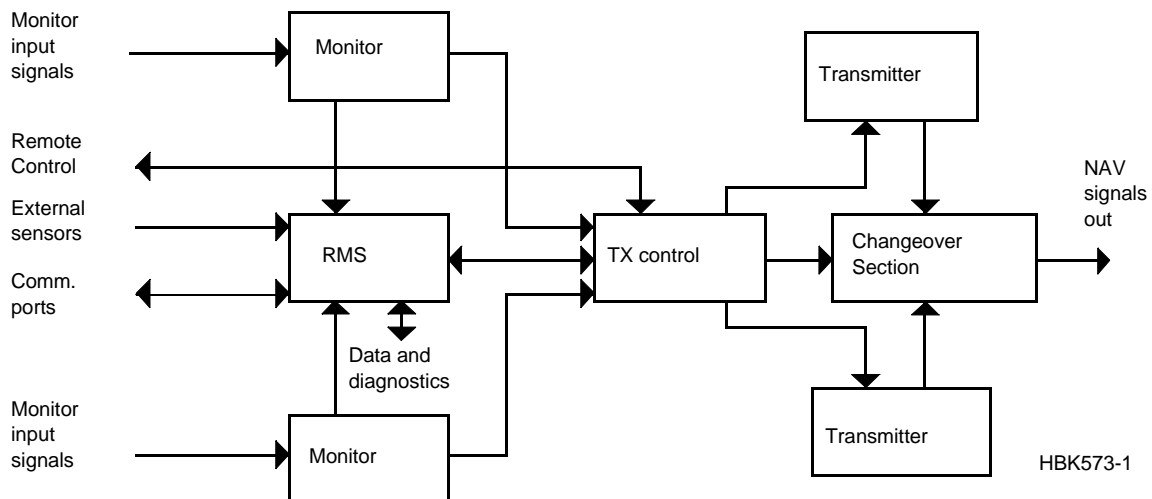 Monitor
input
signals
Monitor
Transmitter
Remote
Control
NAV
signals
out
External
sensors
RMS
TX control
Changeover
Section
Comm.
ports
Data and
diagnostics
Monitor
input
signals
Monitor
Transmitter
HBK573-1